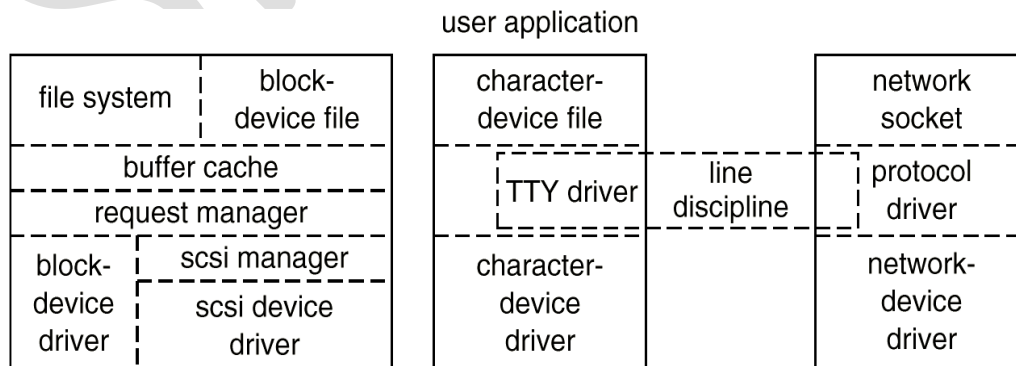 user application
file system
block-
device file
buffer cache
request manager
block-
device
driver
scsi manager
scsi device
driver
character-
device file
TTY driver
line
discipline
character-
device
driver
network
socket
protocol
driver
network-
device
driver